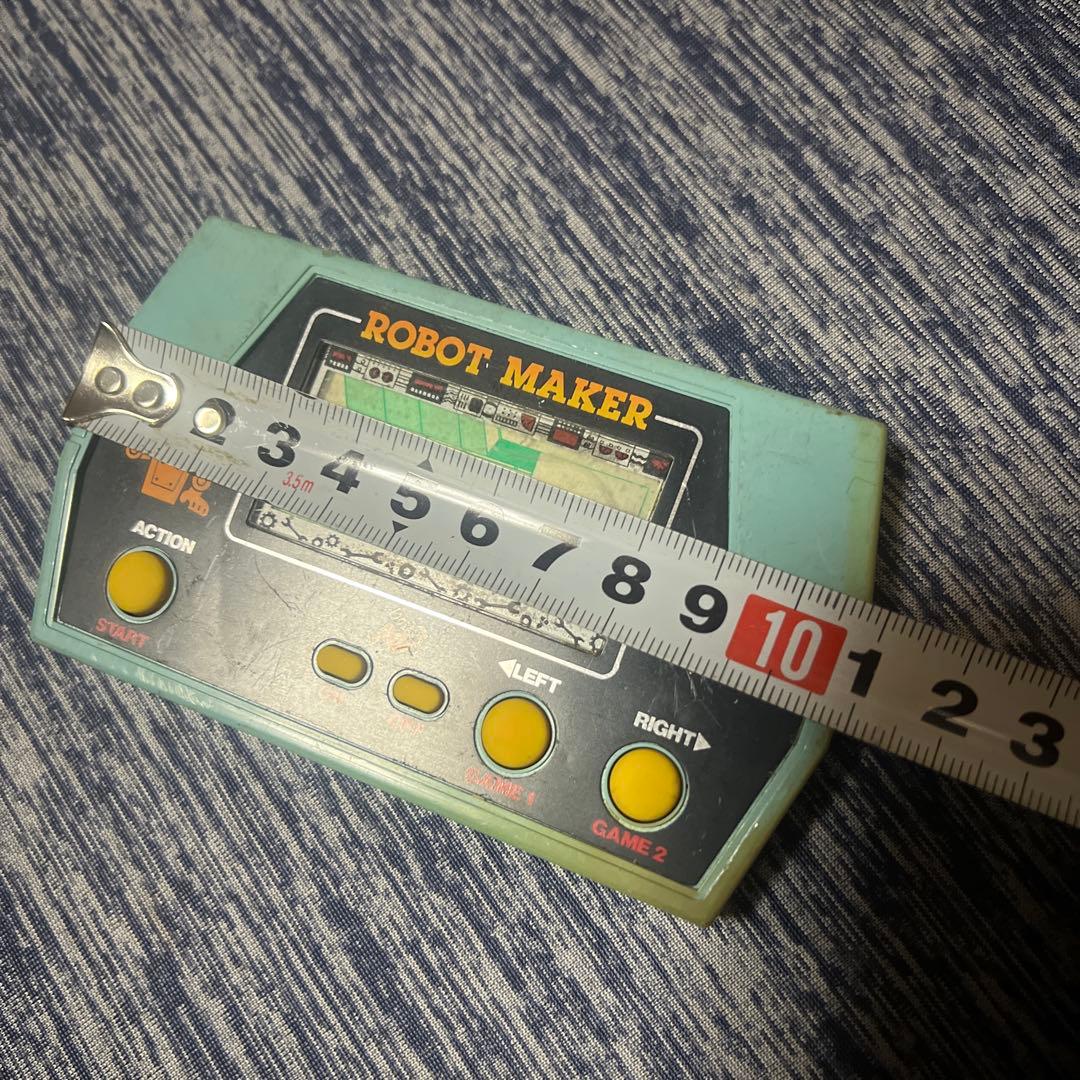 ROBOT MAKER
2 3 4 5 6 7 8 9 10 1 2 3
3.5m
ACTION
START
◀LEFT
GAME 1
RIGHT▶
GAME 2